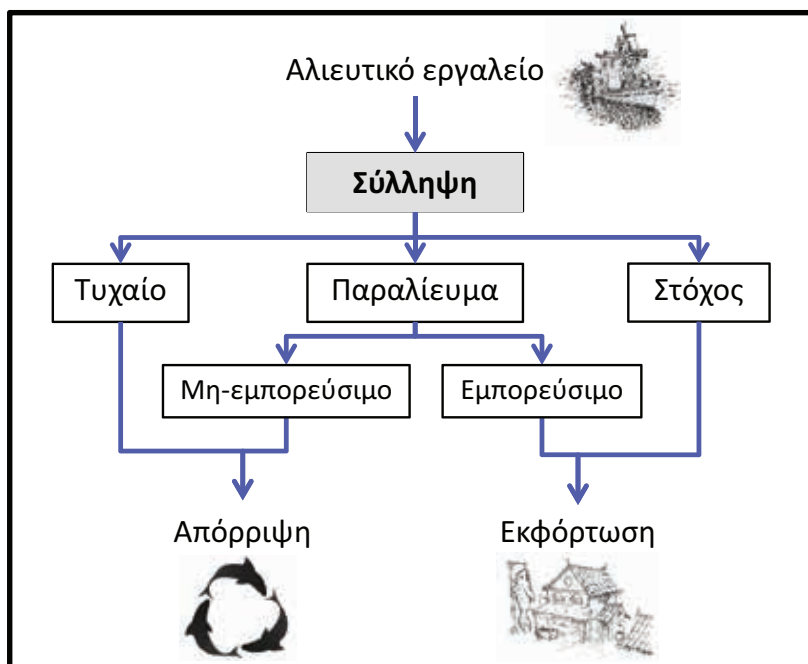 Αλιευτικό εργαλείο
Σύλληψη
Τυχαίο
Παραλίευμα
Στόχος
Μη-εμπορεύσιμο
Εμπορεύσιμο
Απόρριψη
Εκφόρτωση